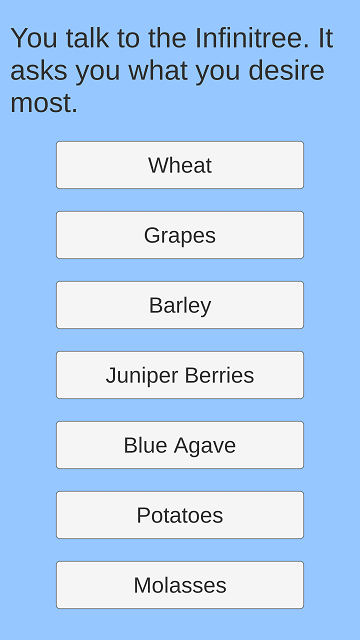 You talk to the Infinitree. It
asks you what you desire
most.
Wheat
Grapes
Barley
Juniper Berries
Blue Agave
Potatoes
Molasses